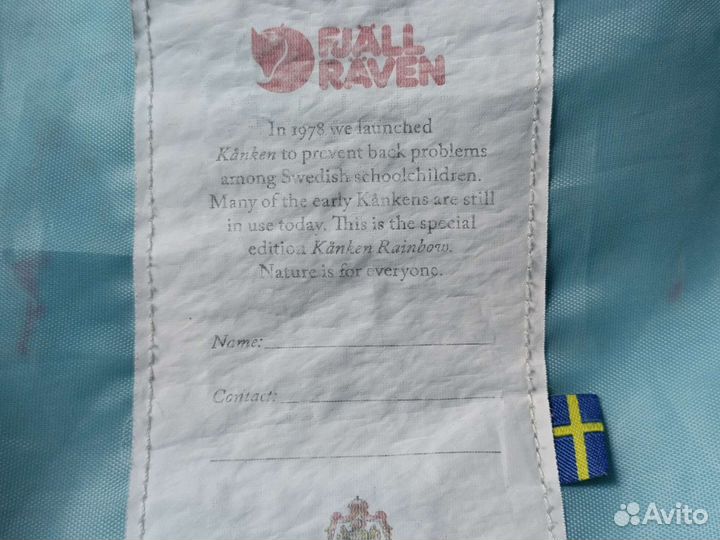 FJÄLL
RÄVEN
In 1978 we launched
Kånken to prevent back problems
among Swedish schoolchildren.
Many of the early Kånkens are still
in use today. This is the special
edition Kånken Rainbow.
Nature is for everyone.
Name:
Contact:
Avito